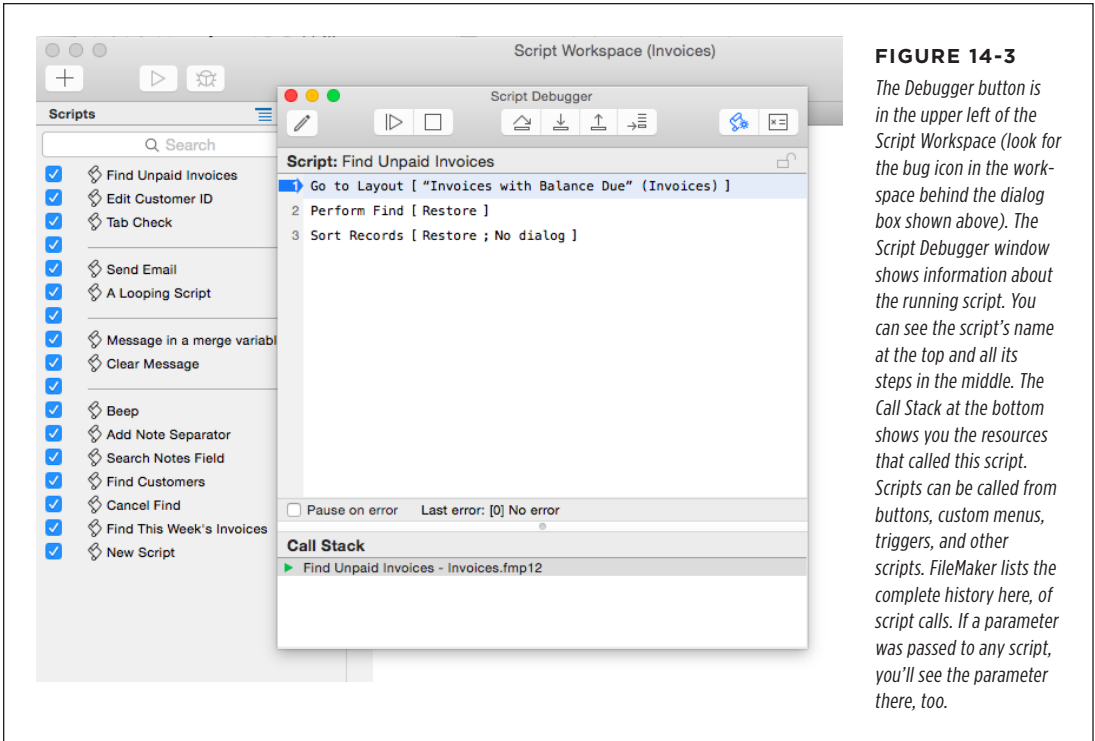 Script Workspace (Invoices)
Scripts
Search
Find Unpaid Invoices
Edit Customer ID
Tab Check
Send Email
A Looping Script
Message in a merge variabl
Clear Message
Beep
Add Note Separator
Search Notes Field
Find Customers
Cancel Find
Find This Week's Invoices
New Script
Script Debugger
Script: Find Unpaid Invoices
1 Go to Layout [ “Invoices with Balance Due” (Invoices) ]
2 Perform Find [ Restore ]
3 Sort Records [ Restore ; No dialog ]
Pause on error Last error: [0] No error
Call Stack
Find Unpaid Invoices - Invoices.fmp12
FIGURE 14-3
The Debugger button is
in the upper left of the
Script Workspace (look for
the bug icon in the work-
space behind the dialog
box shown above). The
Script Debugger window
shows information about
the running script. You
can see the script’s name
at the top and all its
steps in the middle. The
Call Stack at the bottom
shows you the resources
that called this script.
Scripts can be called from
buttons, custom menus,
triggers, and other
scripts. FileMaker lists the
complete history here, of
script calls. If a parameter
was passed to any script,
you’ll see the parameter
there, too.